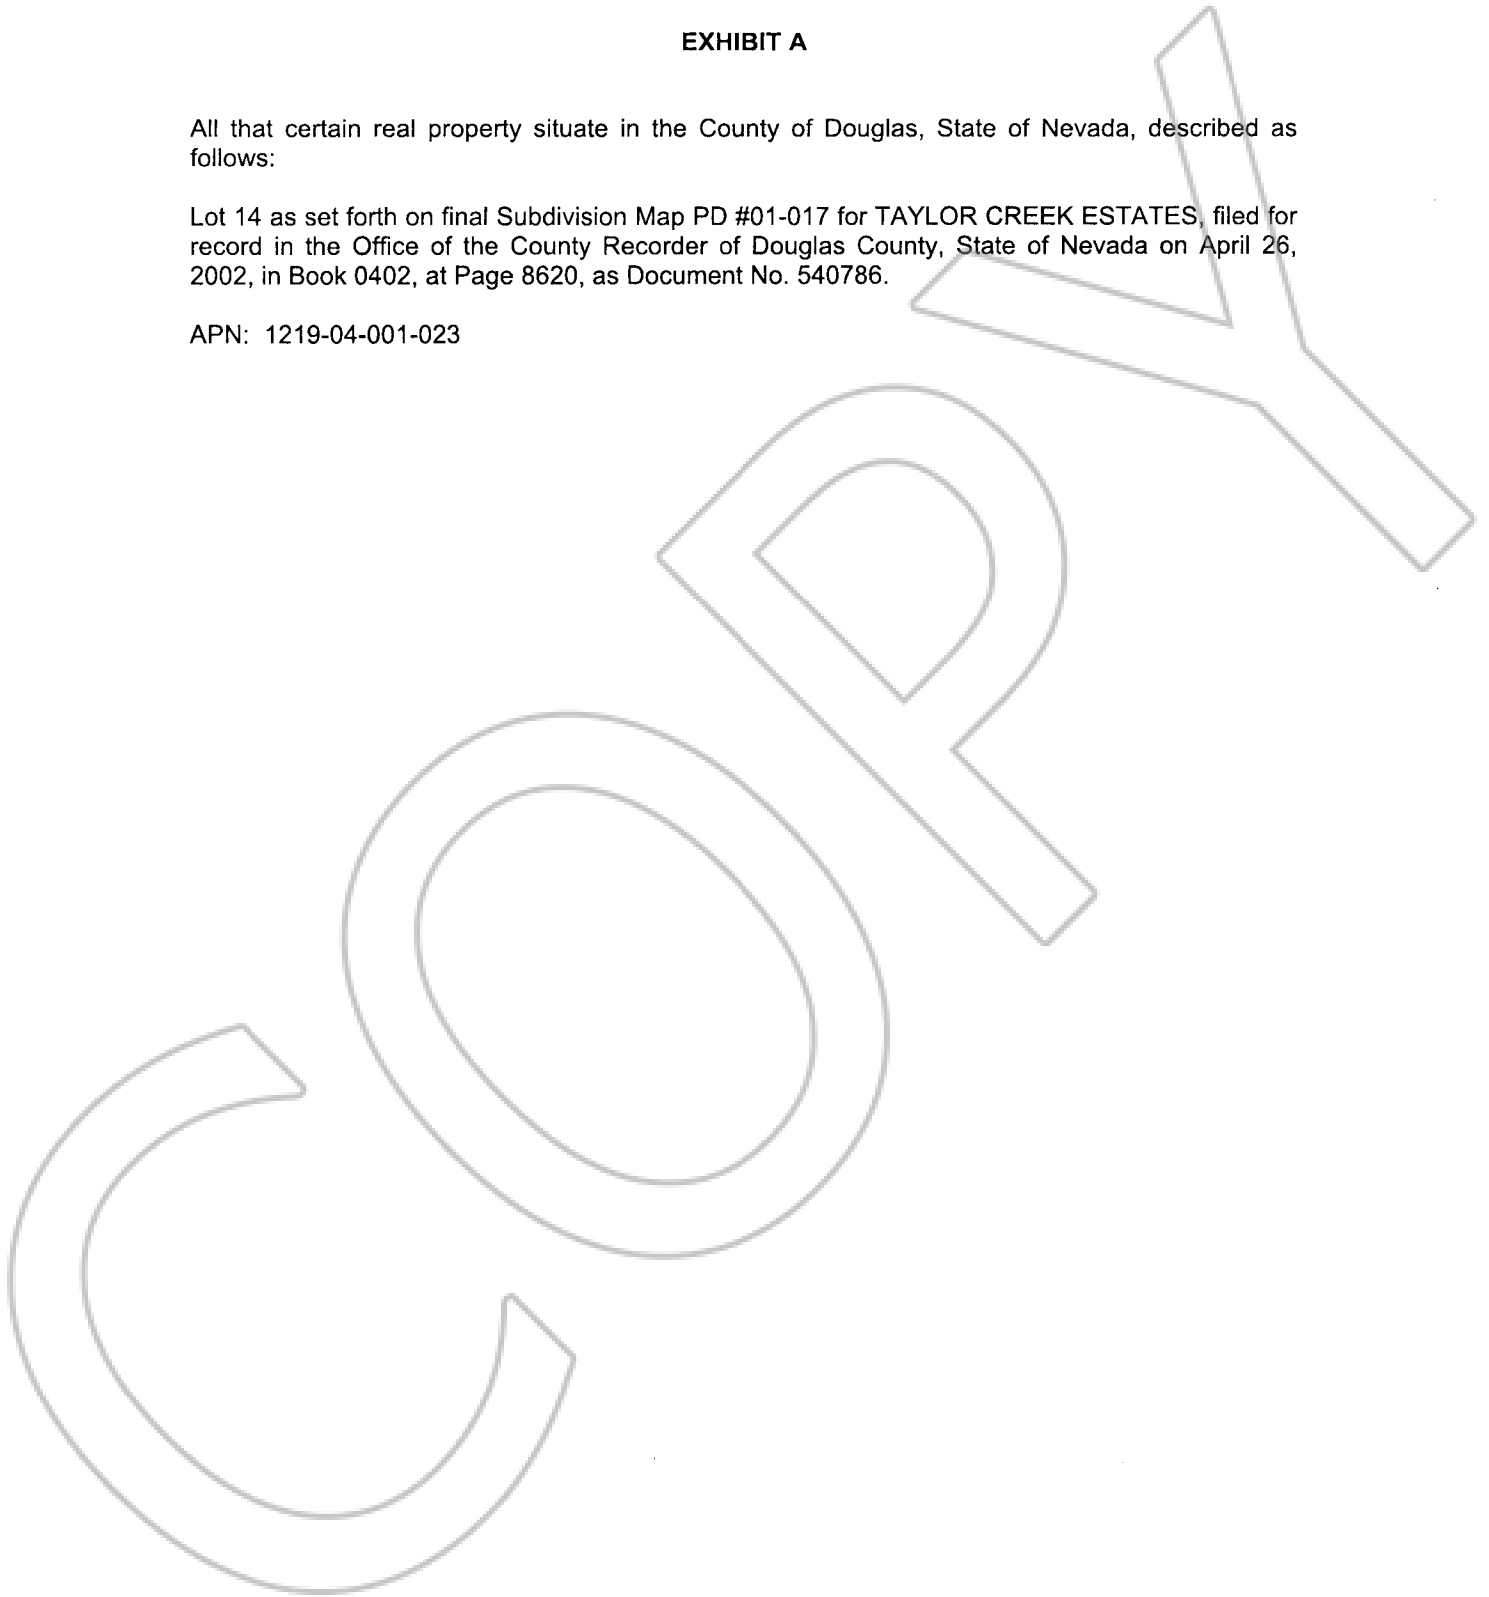 EXHIBIT A
All that certain real property situate in the County of Douglas, State of Nevada, described as
follows:
Lot 14 as set forth on final Subdivision Map PD #01-017 for TAYLOR CREEK ESTATES, filed for
record in the Office of the County Recorder of Douglas County, State of Nevada on April 26,
2002, in Book 0402, at Page 8620, as Document No. 540786.
APN: 1219-04-001-023
COPY